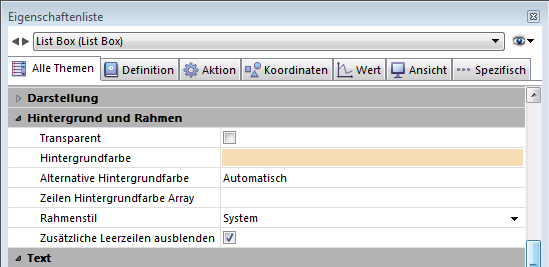 Eigenschaftenliste
List Box (List Box)
Alle Themen Definition Aktion Koordinaten Wert Ansicht Spezifisch
Darstellung
Hintergrund und Rahmen
Transparent
Hintergrundfarbe
Alternative Hintergrundfarbe Automatisch
Zeilen Hintergrundfarbe Array
Rahmenstil System
Zusätzliche Leerzeilen ausblenden
Text